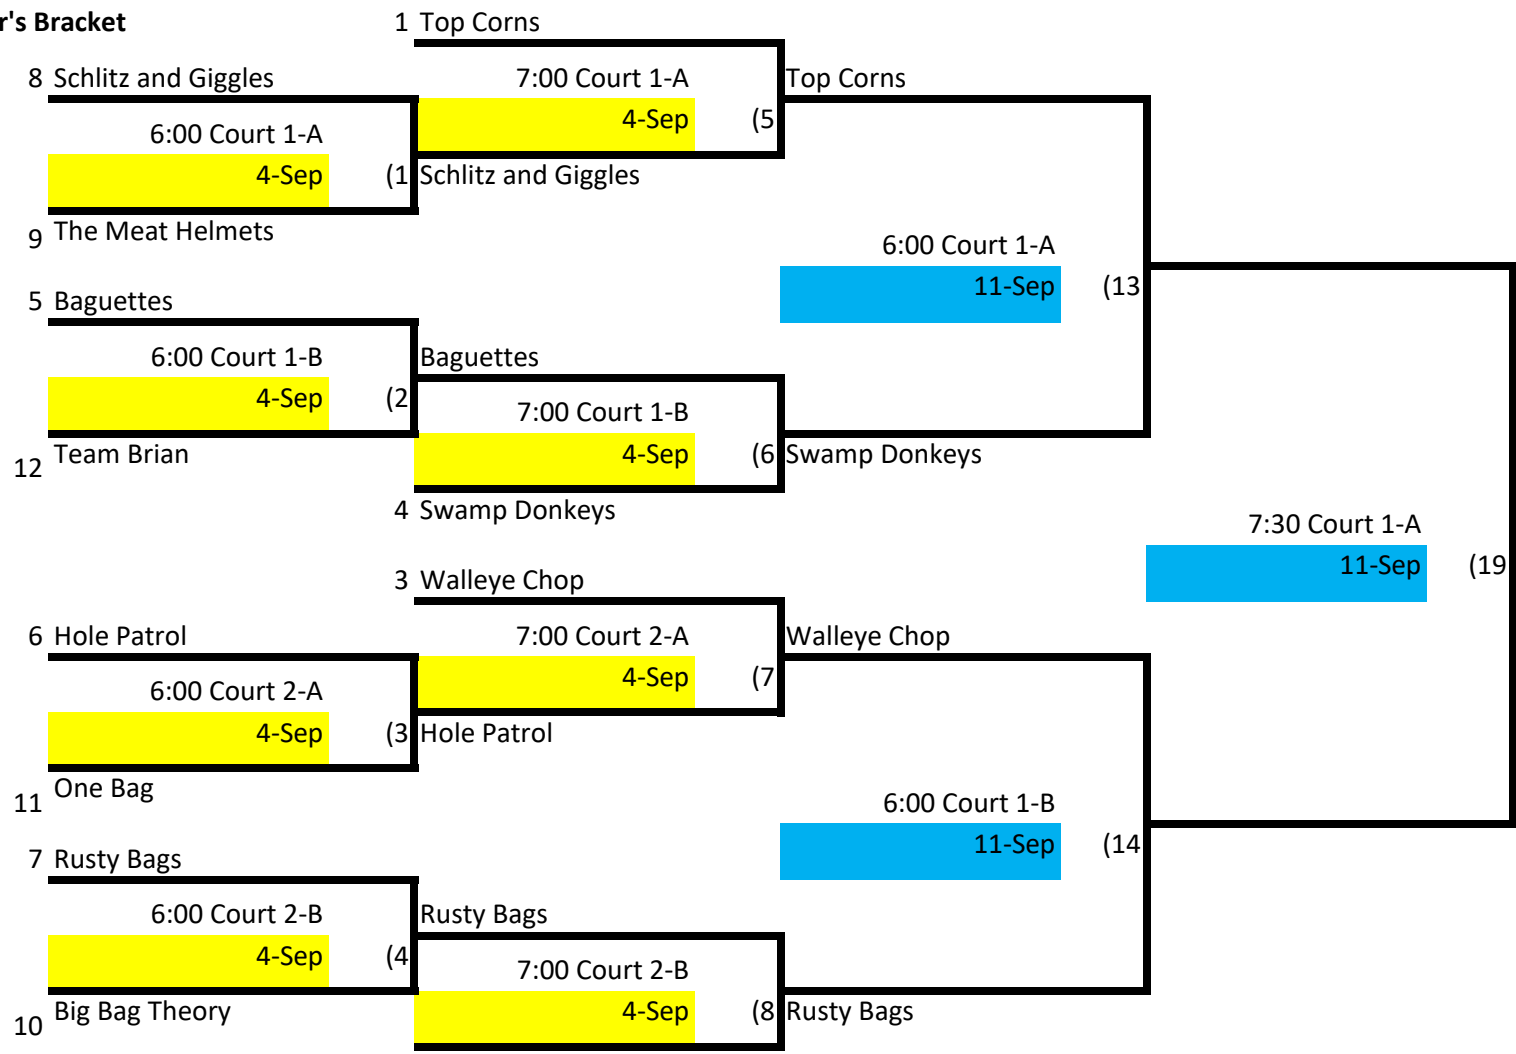 r's Bracket
1 Top Corns
8 Schlitz and Giggles
7:00 Court 1-A
Top Corns
6:00 Court 1-A
4-Sep (5
4-Sep (1
Schlitz and Giggles
9 The Meat Helmets
6:00 Court 1-A
11-Sep (13
5 Baguettes
6:00 Court 1-B
Baguettes
4-Sep (2
7:00 Court 1-B
12 Team Brian
4-Sep (6
Swamp Donkeys
4 Swamp Donkeys
7:30 Court 1-A
11-Sep (19
3 Walleye Chop
6 Hole Patrol
7:00 Court 2-A
Walleye Chop
6:00 Court 2-A
4-Sep (7
4-Sep (3
Hole Patrol
11 One Bag
6:00 Court 1-B
11-Sep (14
7 Rusty Bags
6:00 Court 2-B
Rusty Bags
4-Sep (4
7:00 Court 2-B
10 Big Bag Theory
4-Sep (8
Rusty Bags